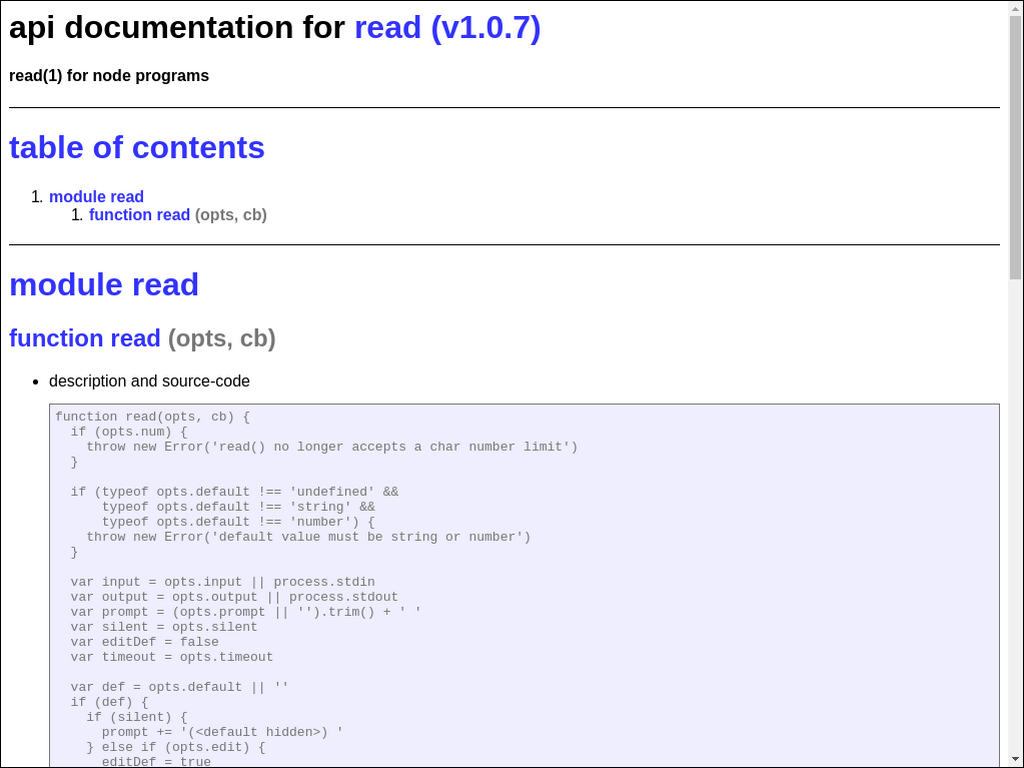 api documentation for read (v1.0.7)
read(1) for node programs
table of contents
1. module read
1. function read (opts, cb)
module read
function read (opts, cb)
• description and source-code
function read(opts, cb) {
  if (opts.num) {
    throw new Error('read() no longer accepts a char number limit')
  }

  if (typeof opts.default !== 'undefined' &&
      typeof opts.default !== 'string' &&
      typeof opts.default !== 'number') {
    throw new Error('default value must be string or number')
  }

  var input = opts.input || process.stdin
  var output = opts.output || process.stdout
  var prompt = (opts.prompt || '').trim() + ' '
  var silent = opts.silent
  var editDef = false
  var timeout = opts.timeout

  var def = opts.default || ''
  if (def) {
    if (silent) {
      prompt += '(<default hidden>) '
    } else if (opts.edit) {
      editDef = true